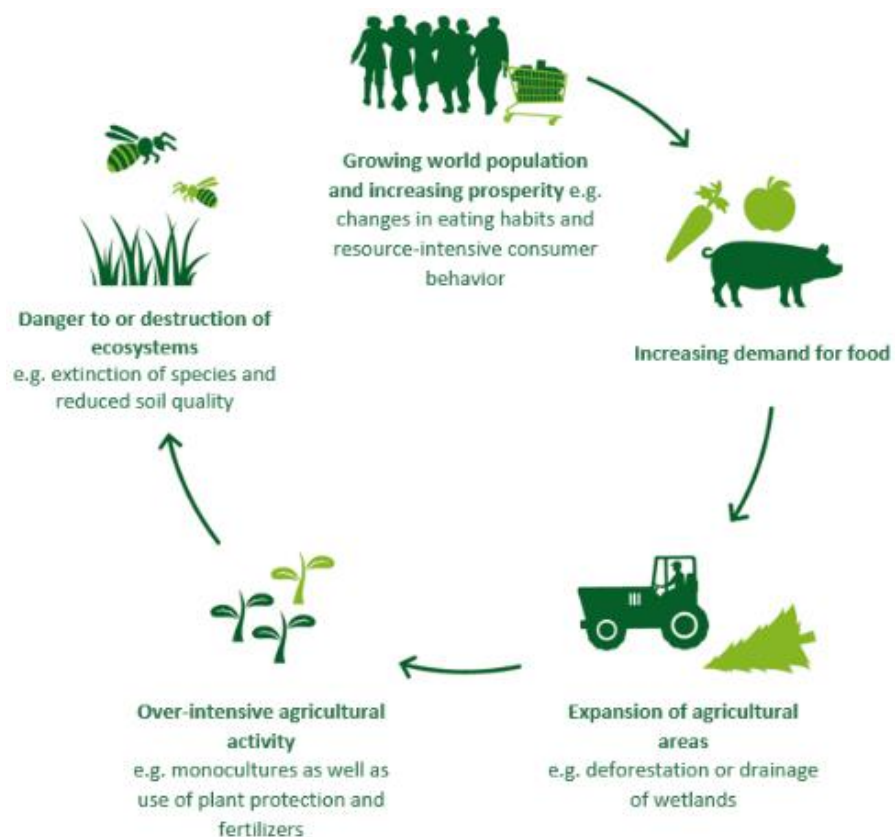 Growing world population
and increasing prosperity e.g.
changes in eating habits and
resource-intensive consumer
behavior
Increasing demand for food
Expansion of agricultural
areas
e.g. deforestation or drainage
of wetlands
Over-intensive agricultural
activity
e.g. monocultures as well as
use of plant protection and
fertilizers
Danger to or destruction of
ecosystems
e.g. extinction of species and
reduced soil quality